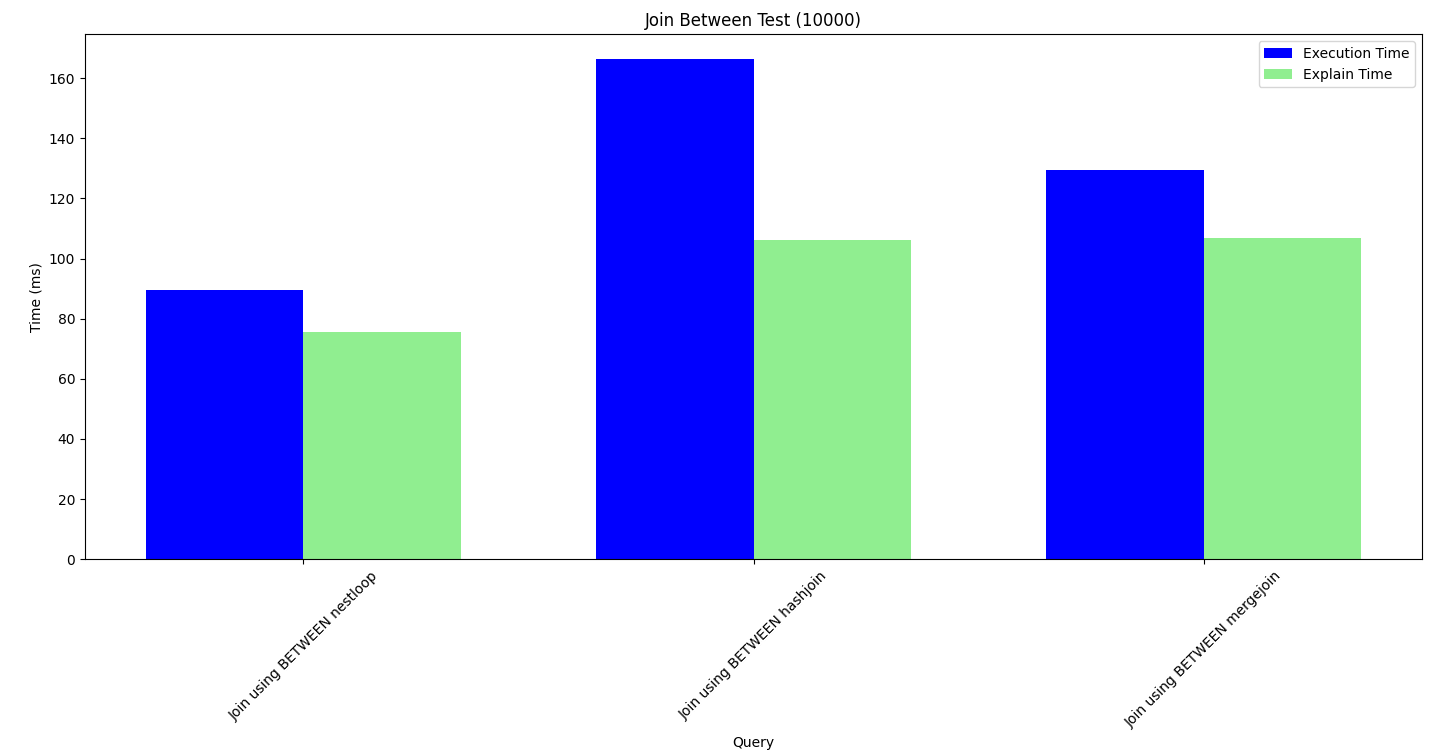 Join Between Test (10000)
Execution Time
Explain Time
Time (ms)
160
140
120
100
80
60
40
20
0
Join using BETWEEN nestloop
Join using BETWEEN hashjoin
Join using BETWEEN mergejoin
Query